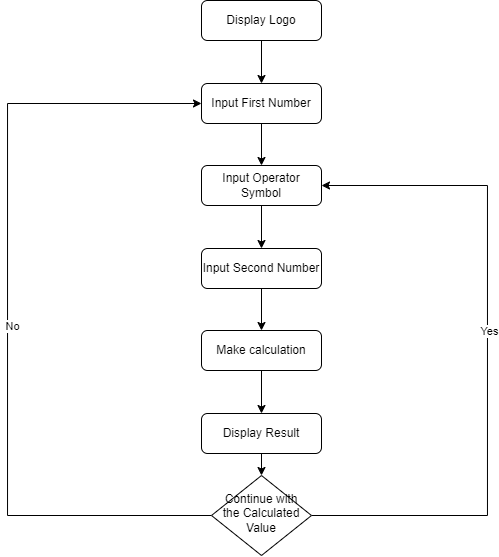 Display Logo
Input First Number
Input Operator
Symbol
Input Second Number
Make calculation
No
Yes
Display Result
Continue with
the Calculated
Value